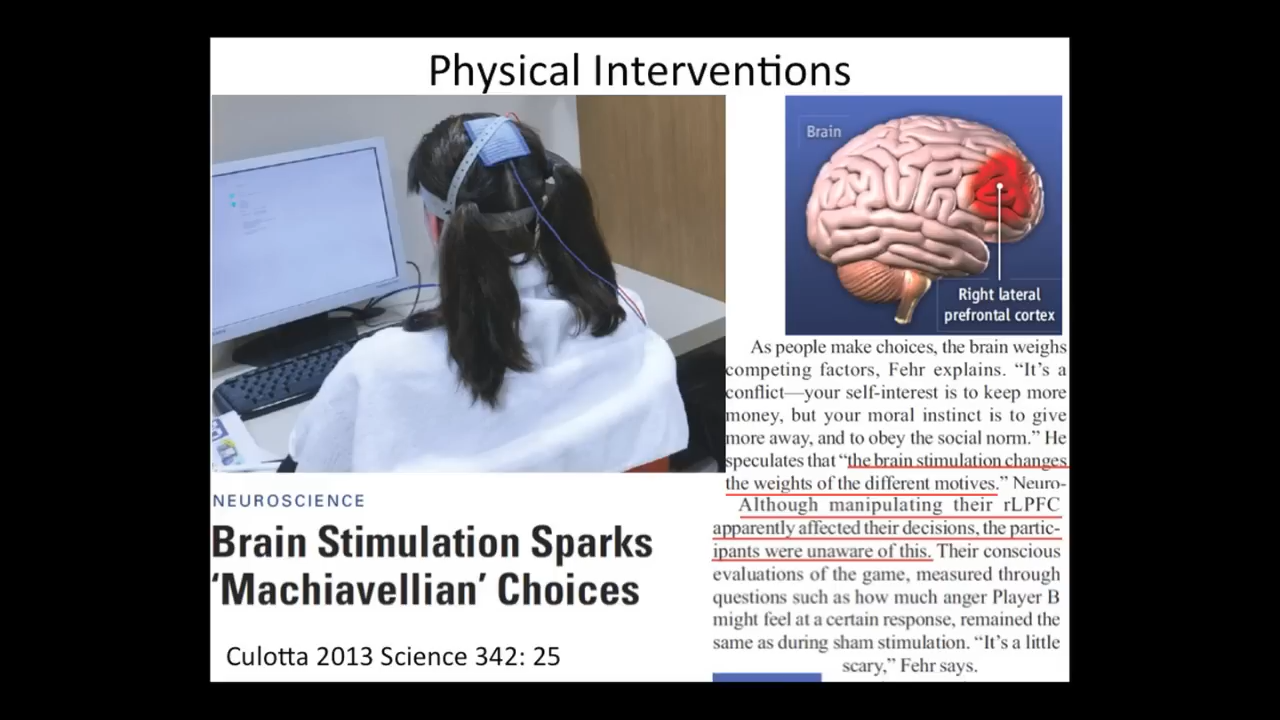 Physical Interventions
Brain
Right lateral
prefrontal cortex
As people make choices, the brain weighs
competing factors, Fehr explains. “It’s a
conflict—your self-interest is to keep more
money, but your moral instinct is to give
more away, and to obey the social norm.” He
speculates that “the brain stimulation changes
the weights of the different motives.” Neuro-
Although manipulating their rLPFC
apparently affected their decisions, the partic-
ipants were unaware of this. Their conscious
evaluations of the game, measured through
questions such as how much anger Player B
might feel at a certain response, remained the
same as during sham stimulation. “It’s a little
scary,” Fehr says.
NEUROSCIENCE
Brain Stimulation Sparks
‘Machiavellian’ Choices
Culotta 2013 Science 342: 25